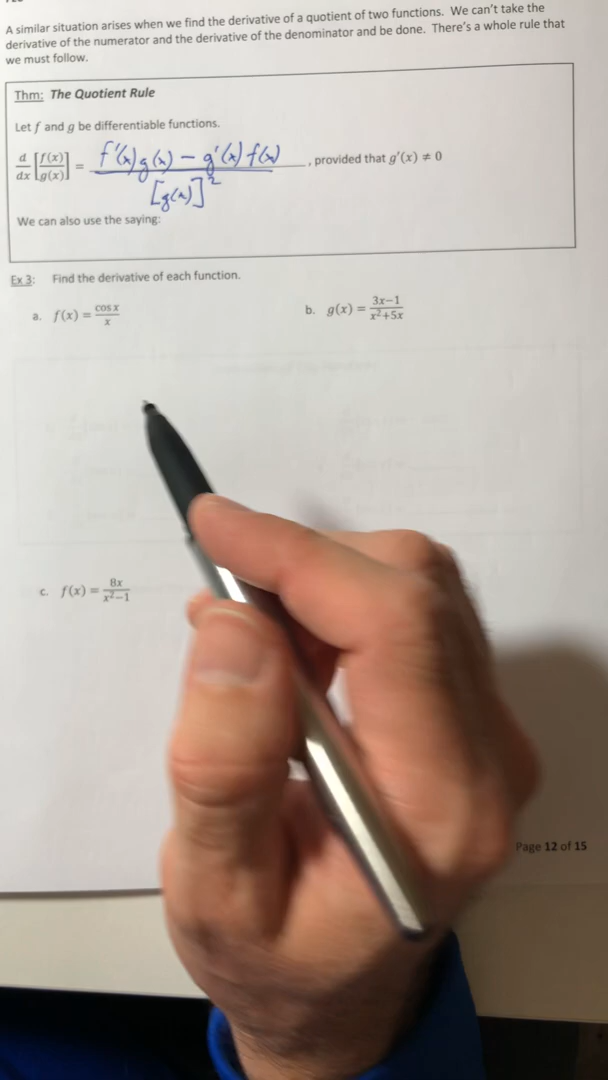 A similar situation arises when we find the derivative of a quotient of two functions. We can't take the
derivative of the numerator and the derivative of the denominator and be done. There's a whole rule that
we must follow.
Thm: The Quotient Rule
Let f and g be differentiable functions.
d/dx [f(x)/g(x)] = f'(x)g(x) − g'(x)f(x) / [g(x)]² , provided that g'(x) ≠ 0
We can also use the saying:
Ex 3: Find the derivative of each function.
a. f(x) = cos x / x b. g(x) = 3x−1 / x²+5x
c. f(x) = 8x / x²−1
Page 12 of 15